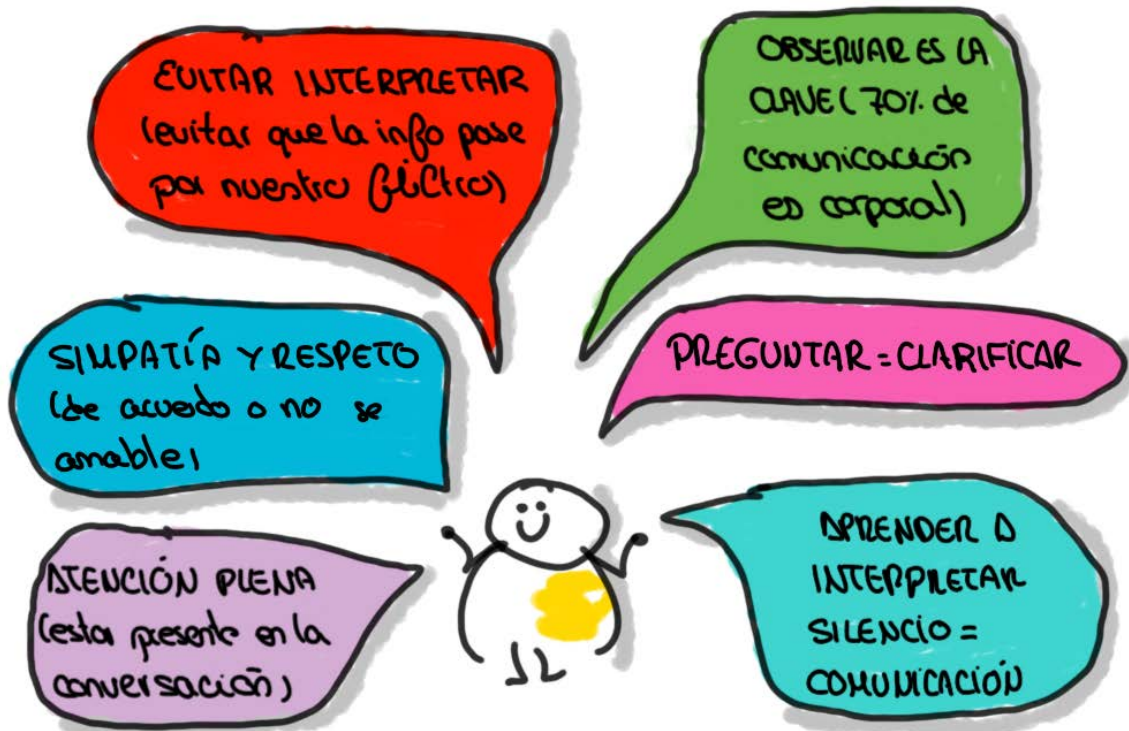 EVITAR INTERPRETAR
(evitar que la info pase
por nuestro filtro)
OBSERVAR ES LA
CLAVE (70% de
comunicación
es corporal)
SIMPATÍA Y RESPETO
(de acuerdo o no se
amable)
PREGUNTAR = CLARIFICAR
ATENCIÓN PLENA
(estar presente en la
conversación)
APRENDER A
INTERPRETAR
SILENCIO =
COMUNICACIÓN